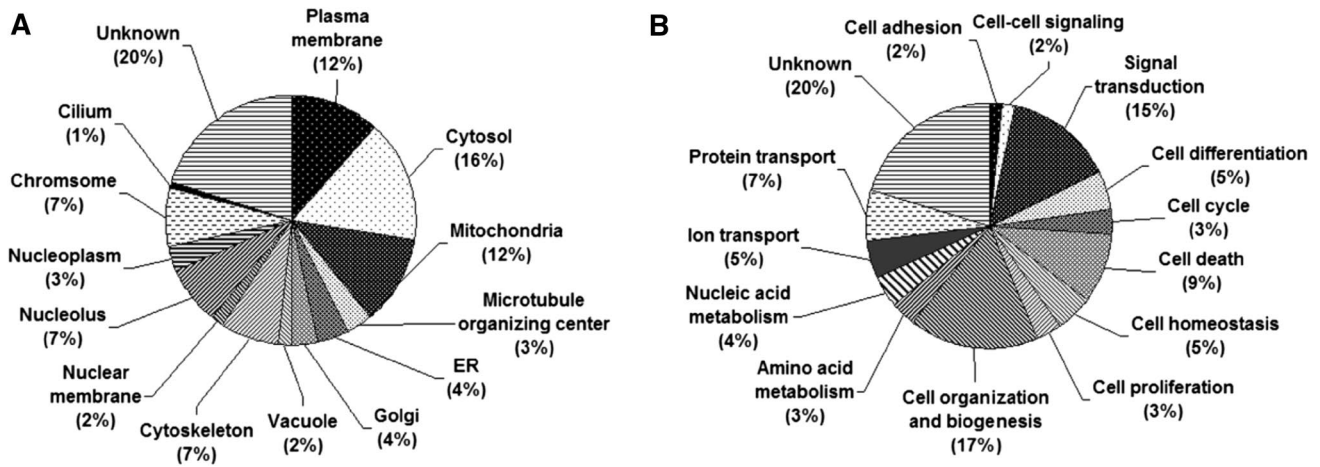 A
Plasma
membrane
(12%)
Cytosol
(16%)
Mitochondria
(12%)
Microtubule
organizing center
(3%)
ER
(4%)
Golgi
(4%)
Vacuole
(2%)
Cytoskeleton
(7%)
Nuclear
membrane
(2%)
Nucleolus
(7%)
Nucleoplasm
(3%)
Chromsome
(7%)
Cilium
(1%)
Unknown
(20%)
B
Cell adhesion
(2%)
Cell-cell signaling
(2%)
Signal
transduction
(15%)
Cell differentiation
(5%)
Cell cycle
(3%)
Cell death
(9%)
Cell homeostasis
(5%)
Cell proliferation
(3%)
Cell organization
and biogenesis
(17%)
Amino acid
metabolism
(3%)
Nucleic acid
metabolism
(4%)
Ion transport
(5%)
Protein transport
(7%)
Unknown
(20%)